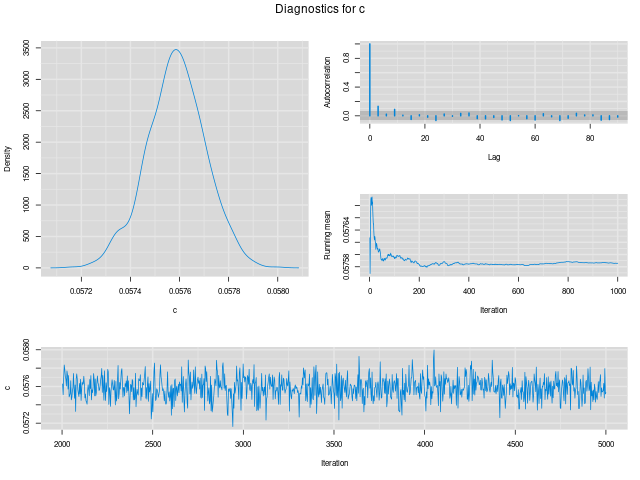 Diagnostics for c
Density
0 500 1000 1500 2000 2500 3000 3500
0.0572 0.0574 0.0576 0.0578 0.0580
c
Autocorrelation
0.0 0.4 0.8
0 20 40 60 80
Lag
Running mean
0.05758 0.05764
0 200 400 600 800 1000
Iteration
c
0.0572 0.0576 0.0580
2000 2500 3000 3500 4000 4500 5000
Iteration